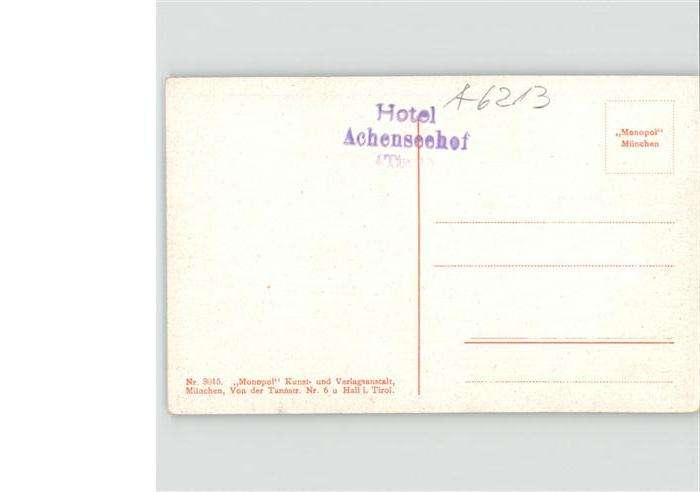 A6213
Hotel
Achenseehof
„Monopol“
München
Nr. 3015. „Monopol“ Kunst- und Verlagsanstalt,
München, Von der Tannstr. Nr. 6 u Hall i. Tirol.